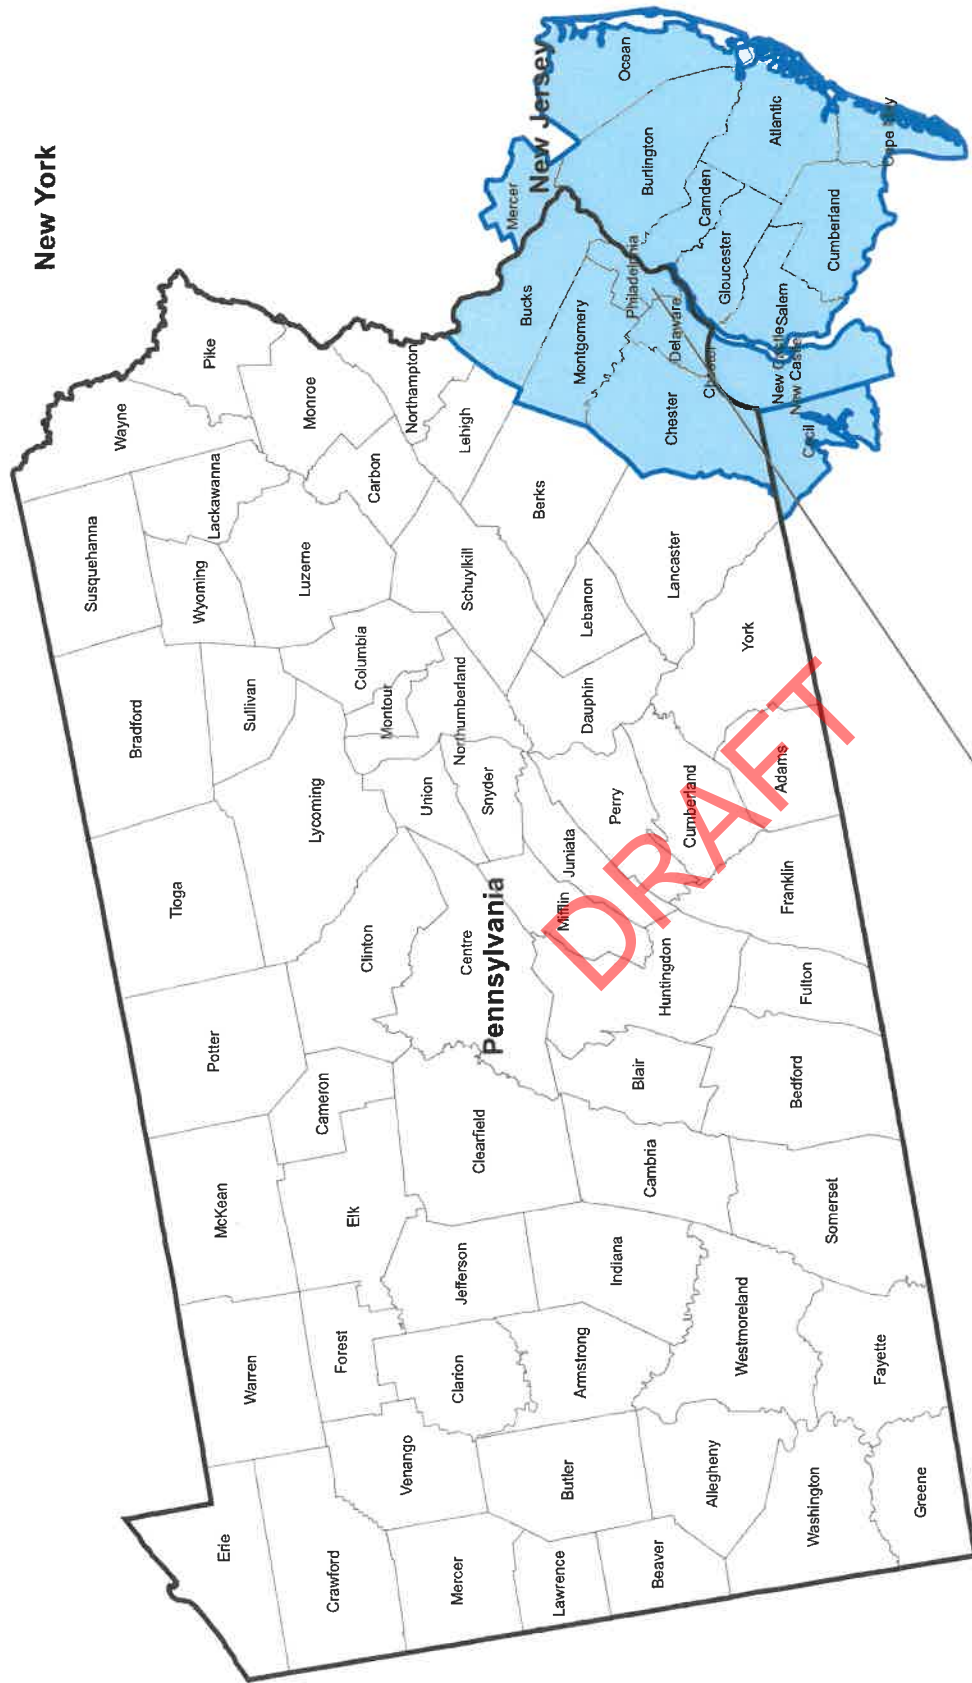 New York
New Jersey
Pennsylvania
Erie
Crawford
Mercer
Lawrence
Beaver
Washington
Greene
Warren
Forest
Venango
Clarion
Butler
Armstrong
Allegheny
Westmoreland
Fayette
McKean
Elk
Jefferson
Indiana
Cambria
Somerset
Potter
Cameron
Clearfield
Blair
Bedford
Tioga
Clinton
Centre
Mifflin
Juniata
Huntingdon
Fulton
Franklin
Bradford
Sullivan
Lycoming
Union
Snyder
Perry
Cumberland
Adams
Susquehanna
Wyoming
Lackawanna
Luzerne
Columbia
Montour
Northumberland
Schuylkill
Dauphin
Lebanon
Lancaster
York
Wayne
Pike
Monroe
Carbon
Northampton
Lehigh
Berks
Bucks
Montgomery
Philadelphia
Delaware
Chester
Chester
Mercer
Ocean
Burlington
Camden
Gloucester
Atlantic
Salem
Cumberland
Cape May
New Castle
New Castle
Cecil
DRAFT